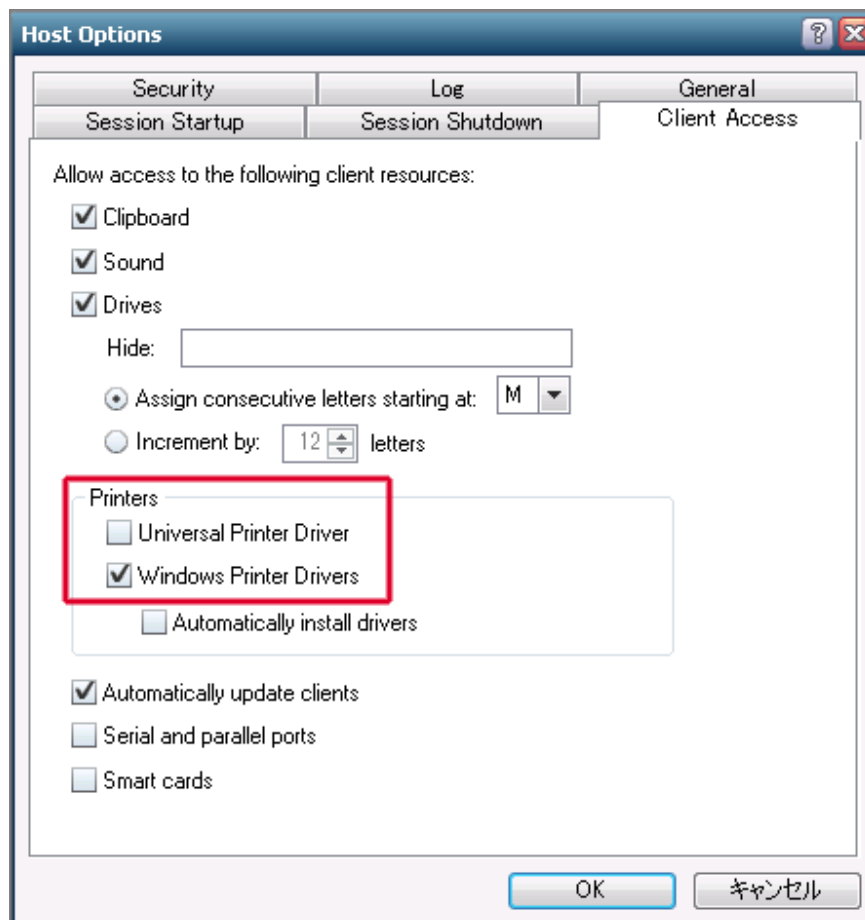 Host Options
Security Log General
Session Startup Session Shutdown Client Access
Allow access to the following client resources:
Clipboard
Sound
Drives
Hide:
Assign consecutive letters starting at: M
Increment by: 12 letters
Printers
Universal Printer Driver
Windows Printer Drivers
Automatically install drivers
Automatically update clients
Serial and parallel ports
Smart cards
OK キャンセル